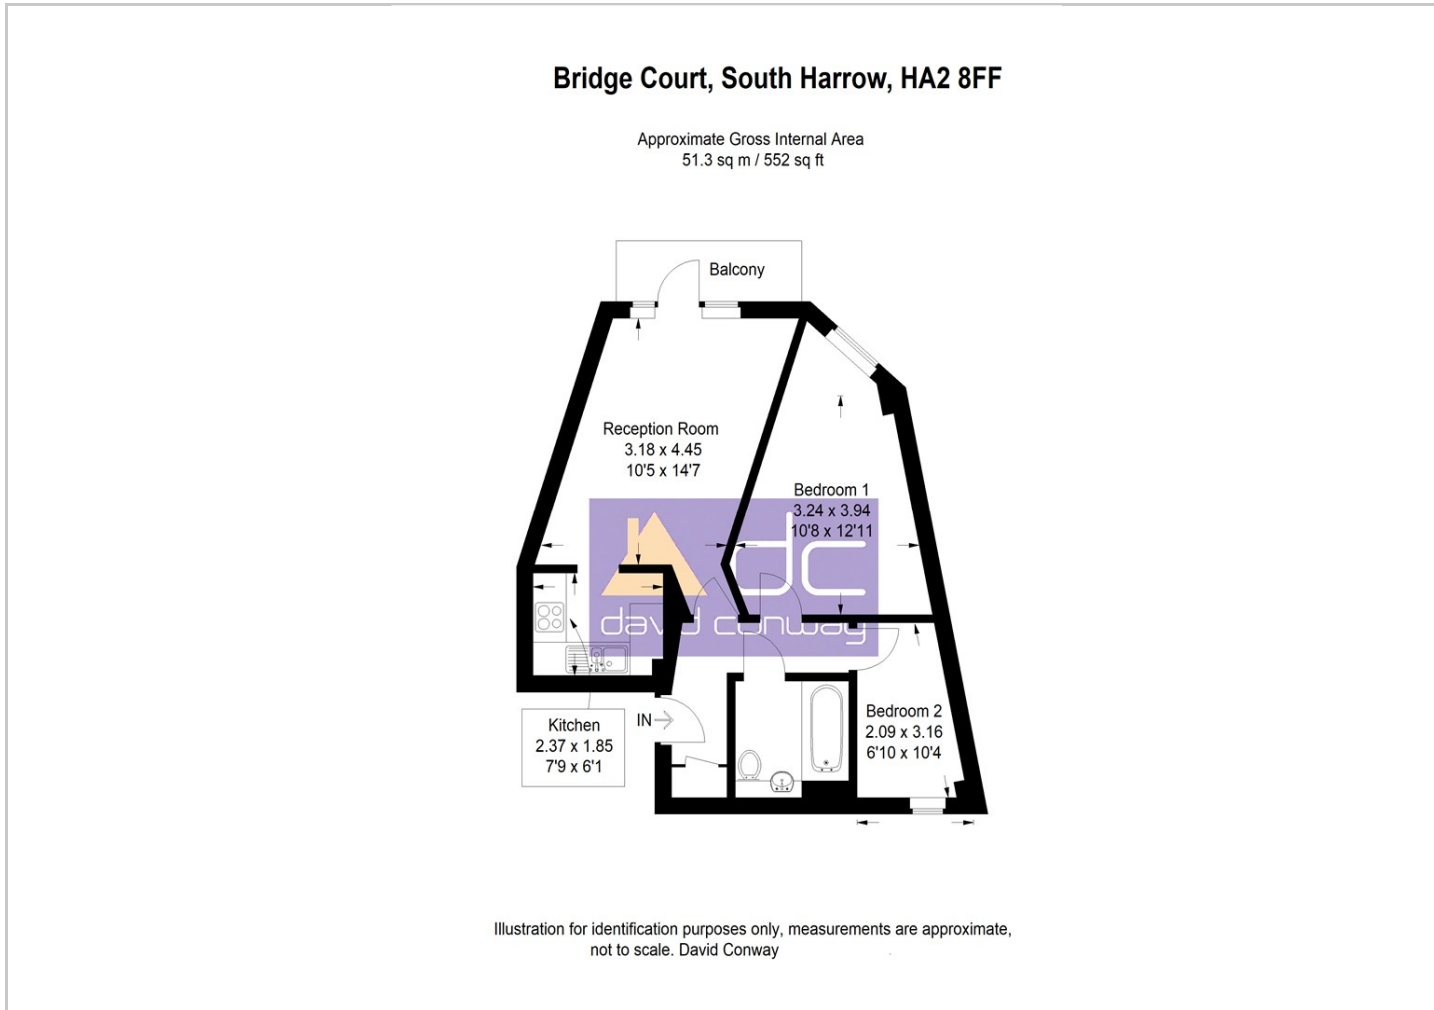 Bridge Court, South Harrow, HA2 8FF
Approximate Gross Internal Area
51.3 sq m / 552 sq ft
Balcony
Reception Room
3.18 x 4.45
10'5 x 14'7
Bedroom 1
3.24 x 3.94
10'8 x 12'11
dc
david conway
Bedroom 2
2.09 x 3.16
6'10 x 10'4
IN
Kitchen
2.37 x 1.85
7'9 x 6'1
Illustration for identification purposes only, measurements are approximate,
not to scale. David Conway